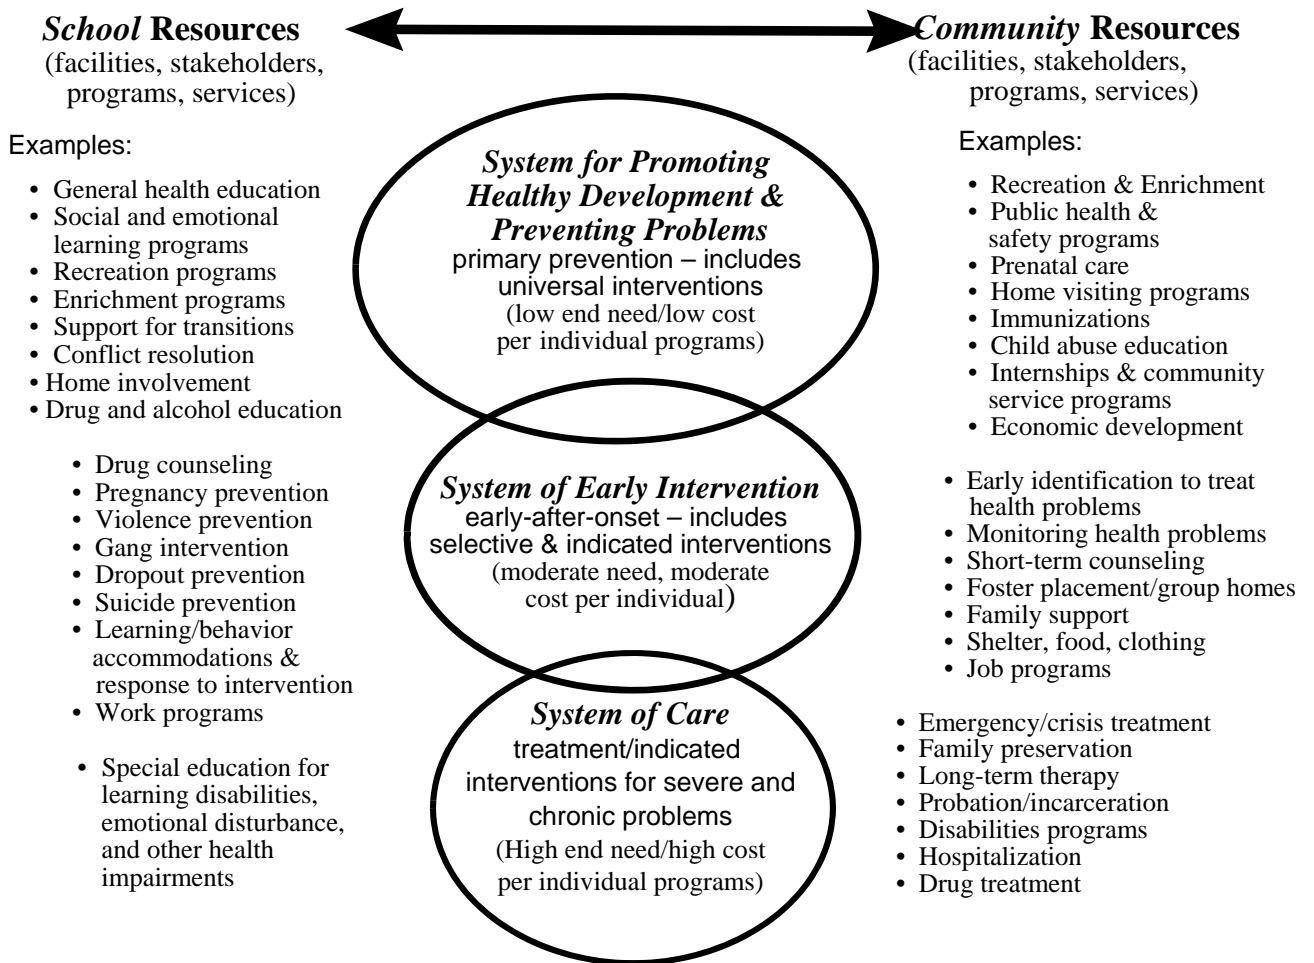 School Resources
(facilities, stakeholders,
programs, services)
Examples:
• General health education
• Social and emotional
learning programs
• Recreation programs
• Enrichment programs
• Support for transitions
• Conflict resolution
• Home involvement
• Drug and alcohol education
• Drug counseling
• Pregnancy prevention
• Violence prevention
• Gang intervention
• Dropout prevention
• Suicide prevention
• Learning/behavior
accommodations &
response to intervention
• Work programs
• Special education for
learning disabilities,
emotional disturbance,
and other health
impairments
System for Promoting
Healthy Development &
Preventing Problems
primary prevention – includes
universal interventions
(low end need/low cost
per individual programs)
System of Early Intervention
early-after-onset – includes
selective & indicated interventions
(moderate need, moderate
cost per individual)
System of Care
treatment/indicated
interventions for severe and
chronic problems
(High end need/high cost
per individual programs)
Community Resources
(facilities, stakeholders,
programs, services)
Examples:
• Recreation & Enrichment
• Public health &
safety programs
• Prenatal care
• Home visiting programs
• Immunizations
• Child abuse education
• Internships & community
service programs
• Economic development
• Early identification to treat
health problems
• Monitoring health problems
• Short-term counseling
• Foster placement/group homes
• Family support
• Shelter, food, clothing
• Job programs
• Emergency/crisis treatment
• Family preservation
• Long-term therapy
• Probation/incarceration
• Disabilities programs
• Hospitalization
• Drug treatment